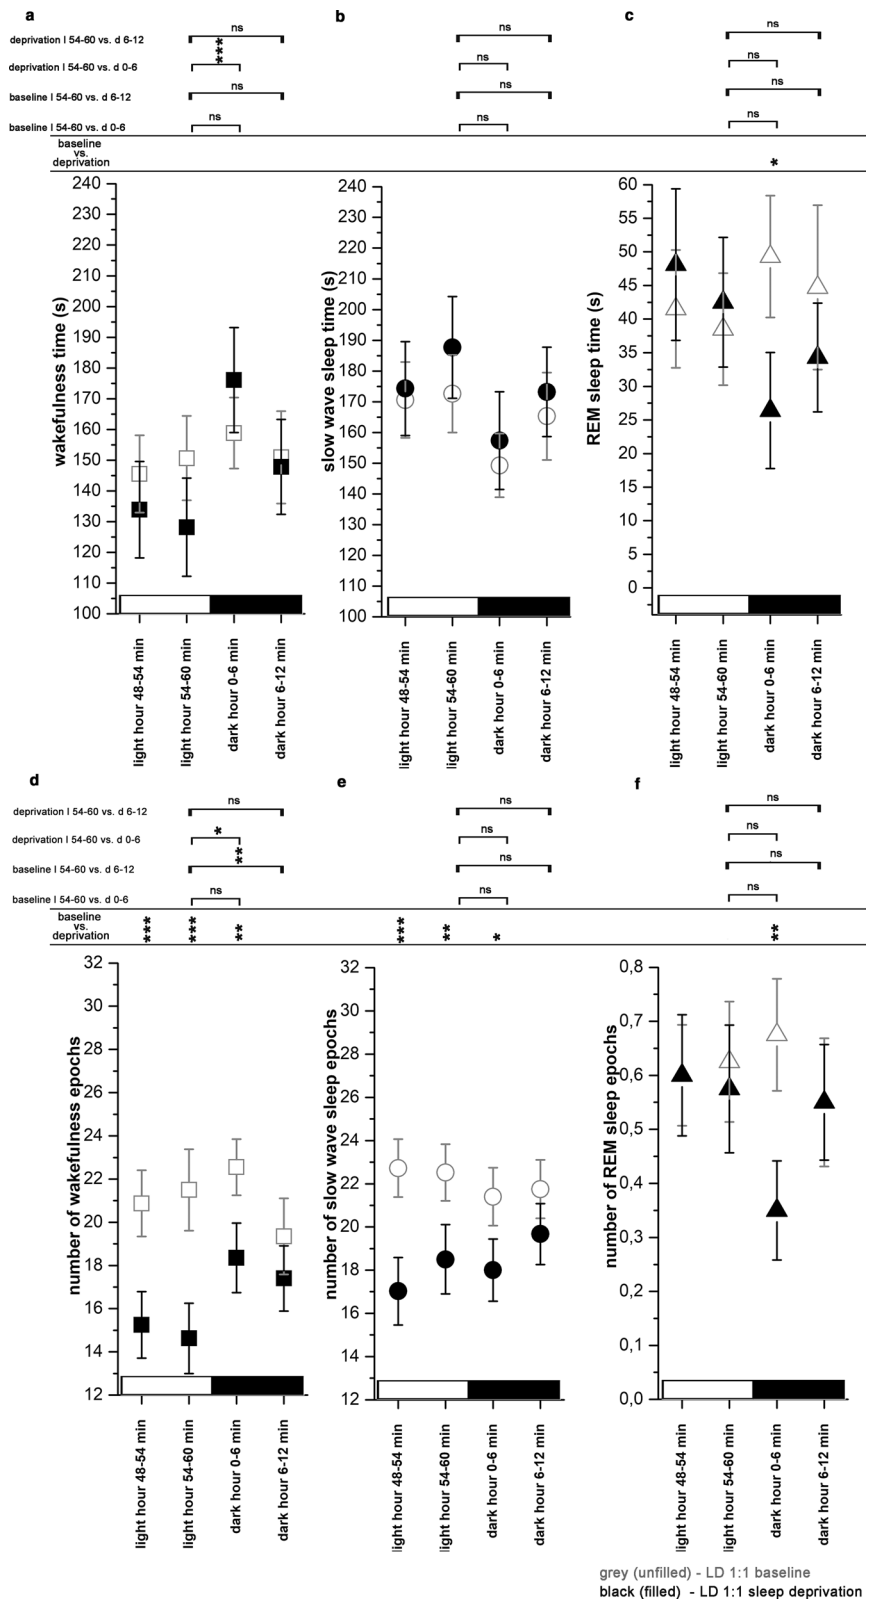 a
b
c
deprivation l 54-60 vs. d 6-12
ns
ns
ns
deprivation l 54-60 vs. d 0-6
***
ns
ns
baseline l 54-60 vs. d 6-12
ns
ns
ns
baseline l 54-60 vs. d 0-6
ns
ns
ns
baseline
vs.
deprivation
*
wakefulness time (s)
240
230
220
210
200
190
180
170
160
150
140
130
120
110
100
slow wave sleep time (s)
240
230
220
210
200
190
180
170
160
150
140
130
120
110
100
REM sleep time (s)
60
55
50
45
40
35
30
25
20
15
10
5
0
light hour 48-54 min
light hour 54-60 min
dark hour 0-6 min
dark hour 6-12 min
light hour 48-54 min
light hour 54-60 min
dark hour 0-6 min
dark hour 6-12 min
light hour 48-54 min
light hour 54-60 min
dark hour 0-6 min
dark hour 6-12 min
d
e
f
deprivation l 54-60 vs. d 6-12
ns
ns
ns
deprivation l 54-60 vs. d 0-6
*
ns
ns
baseline l 54-60 vs. d 6-12
**
ns
ns
baseline l 54-60 vs. d 0-6
ns
ns
ns
baseline
vs.
deprivation
***
***
**
***
**
*
**
number of wakefulness epochs
32
30
28
26
24
22
20
18
16
14
12
number of slow wave sleep epochs
32
30
28
26
24
22
20
18
16
14
12
number of REM sleep epochs
0,8
0,7
0,6
0,5
0,4
0,3
0,2
0,1
0,0
light hour 48-54 min
light hour 54-60 min
dark hour 0-6 min
dark hour 6-12 min
light hour 48-54 min
light hour 54-60 min
dark hour 0-6 min
dark hour 6-12 min
light hour 48-54 min
light hour 54-60 min
dark hour 0-6 min
dark hour 6-12 min
grey (unfilled) - LD 1:1 baseline
black (filled) - LD 1:1 sleep deprivation